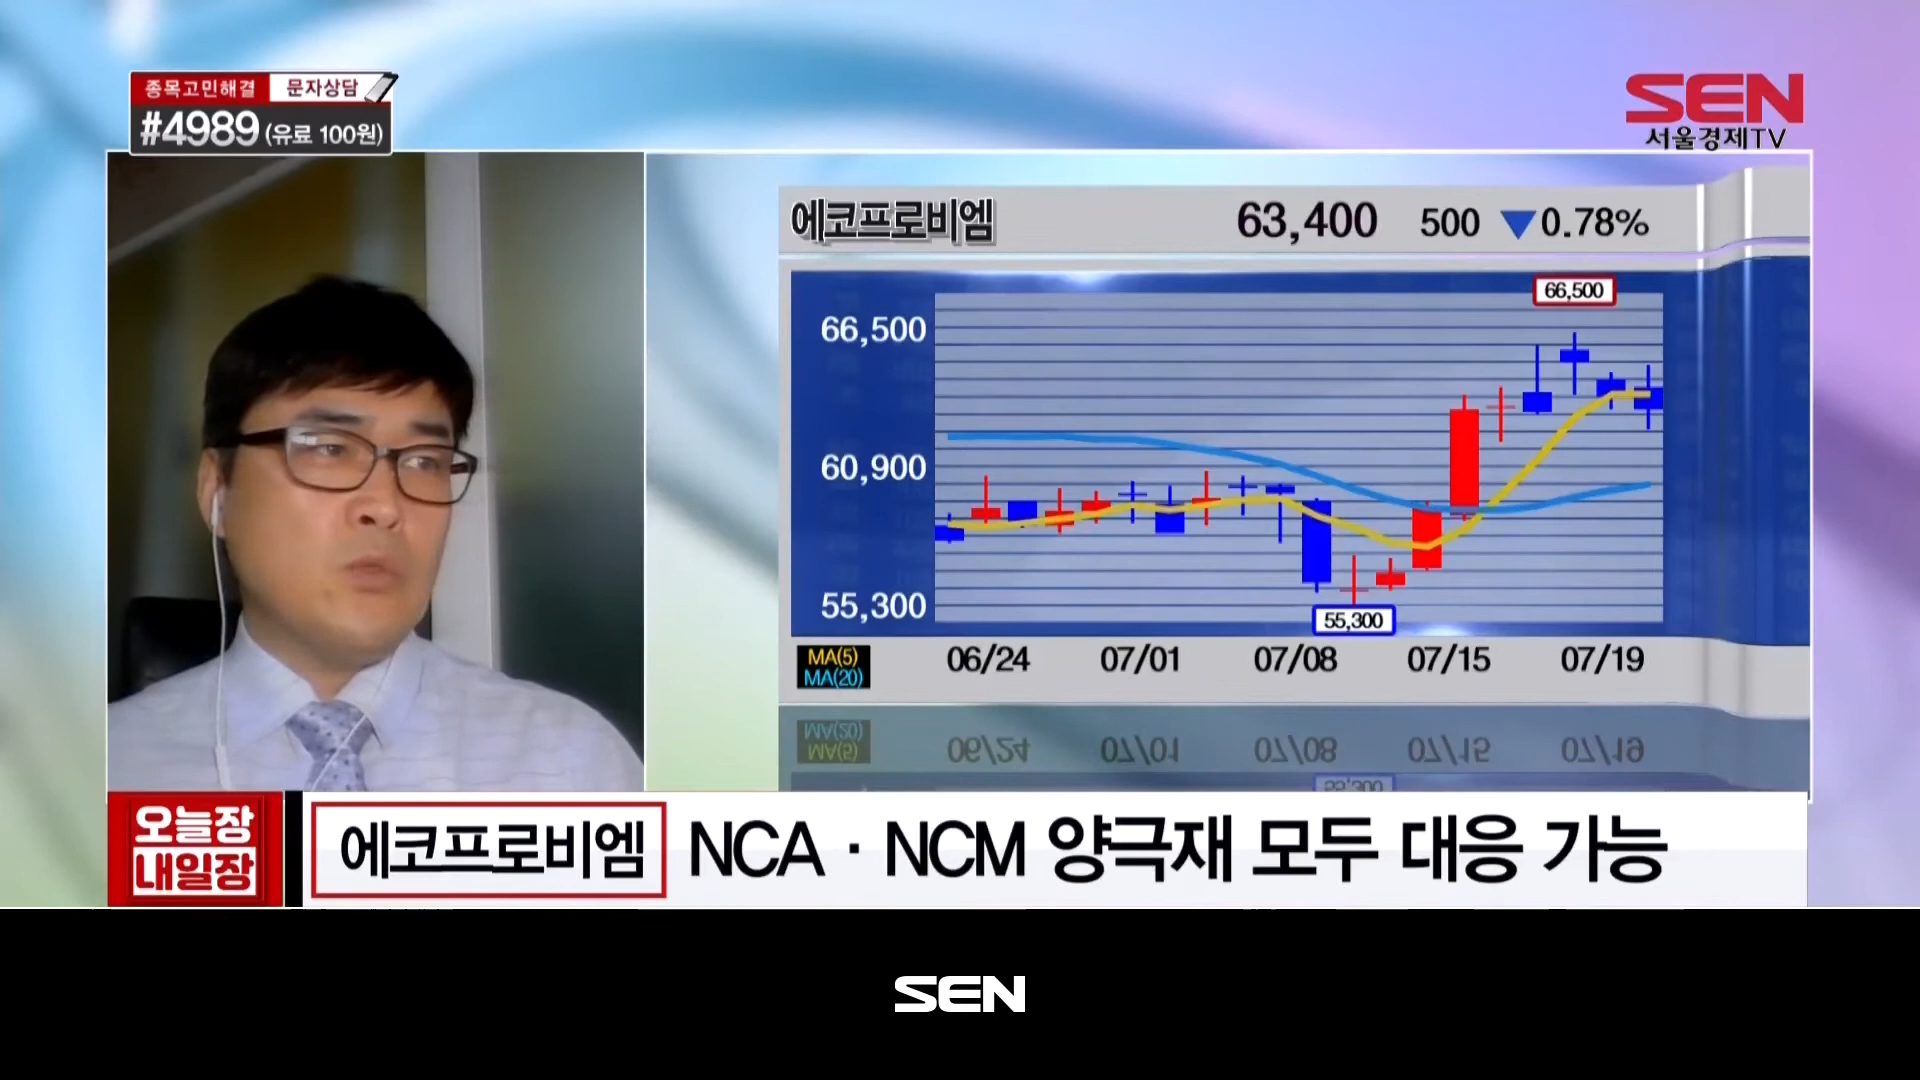 종목고민해결 문자상담
#4989 (유료 100원)
SEN
서울경제TV
에코프로비엠 63,400 500 ▼0.78%
66,500
66,500
60,900
55,300
55,300
MA(5)
MA(20)
06/24 07/01 07/08 07/15 07/19
오늘장
내일장
에코프로비엠 NCA · NCM 양극재 모두 대응 가능
SEN